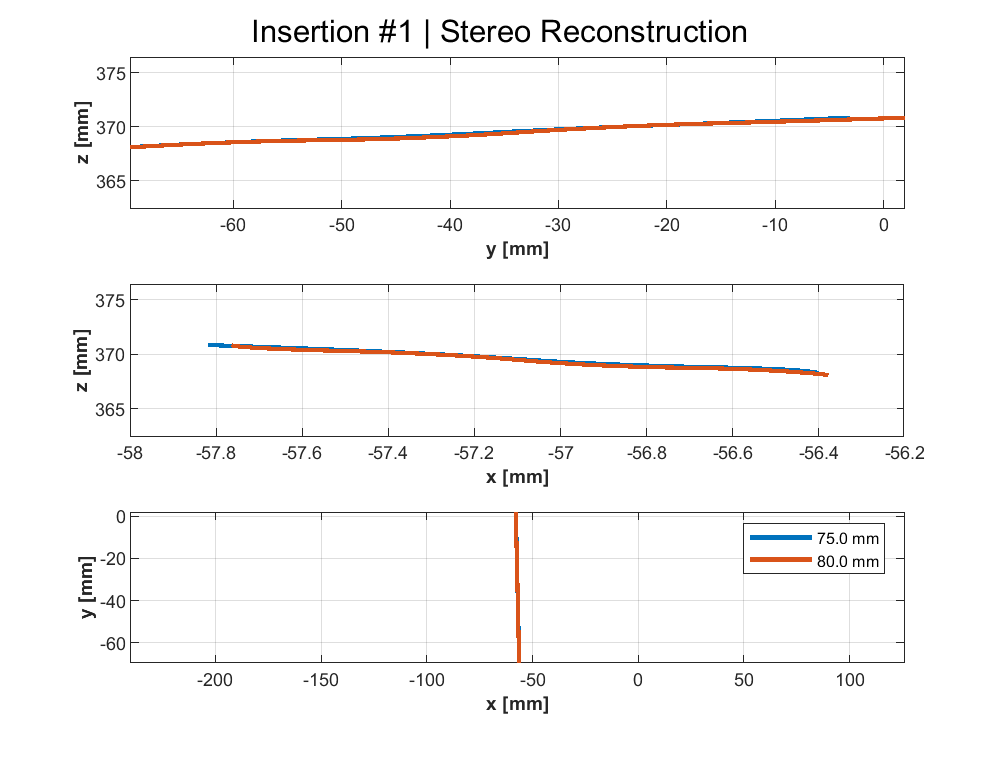 Insertion #1 | Stereo Reconstruction
375
370
365
z [mm]
-60 -50 -40 -30 -20 -10 0
y [mm]
375
370
365
z [mm]
-58 -57.8 -57.6 -57.4 -57.2 -57 -56.8 -56.6 -56.4 -56.2
x [mm]
0
-20
-40
-60
y [mm]
75.0 mm
80.0 mm
-200 -150 -100 -50 0 50 100
x [mm]